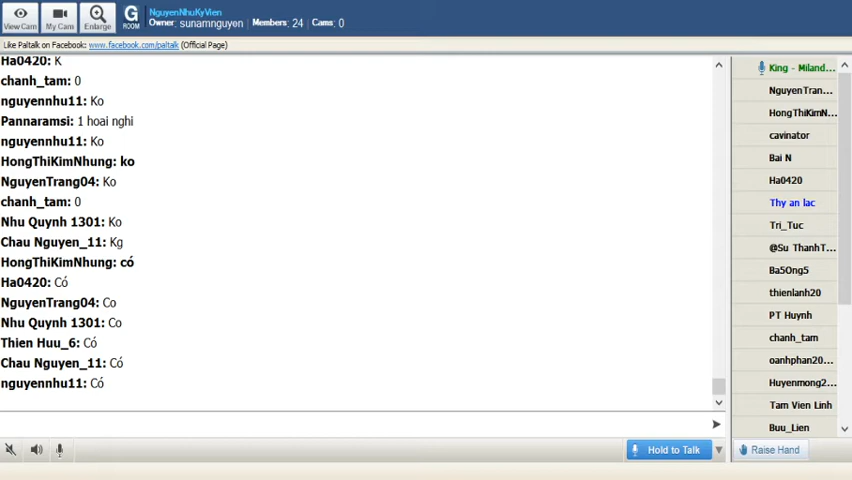 NguyenNhuKyVien
Owner: sunamnguyen Members: 24 Cams: 0
View Cam
My Cam
Enlarge
G
ROOM
Like Paltalk on Facebook: www.facebook.com/paltalk (Official Page)
Ha0420: K
chanh_tam: 0
nguyennhu11: Ko
Pannaramsi: 1 hoai nghi
nguyennhu11: Ko
HongThiKimNhung: ko
NguyenTrang04: Ko
chanh_tam: 0
Nhu Quynh 1301: Ko
Chau Nguyen_11: Kg
HongThiKimNhung: có
Ha0420: Có
NguyenTrang04: Co
Nhu Quynh 1301: Co
Thien Huu_6: Có
Chau Nguyen_11: Có
nguyennhu11: Có
King - Miland...
NguyenTran...
HongThiKimN...
cavinator
Bai N
Ha0420
Thy an lac
Tri_Tuc
@Su ThanhT...
Ba5Ong5
thienlanh20
PT Huynh
chanh_tam
oanhphan20...
Huyenmong2...
Tam Vien Linh
Buu_Lien
Hold to Talk
Raise Hand